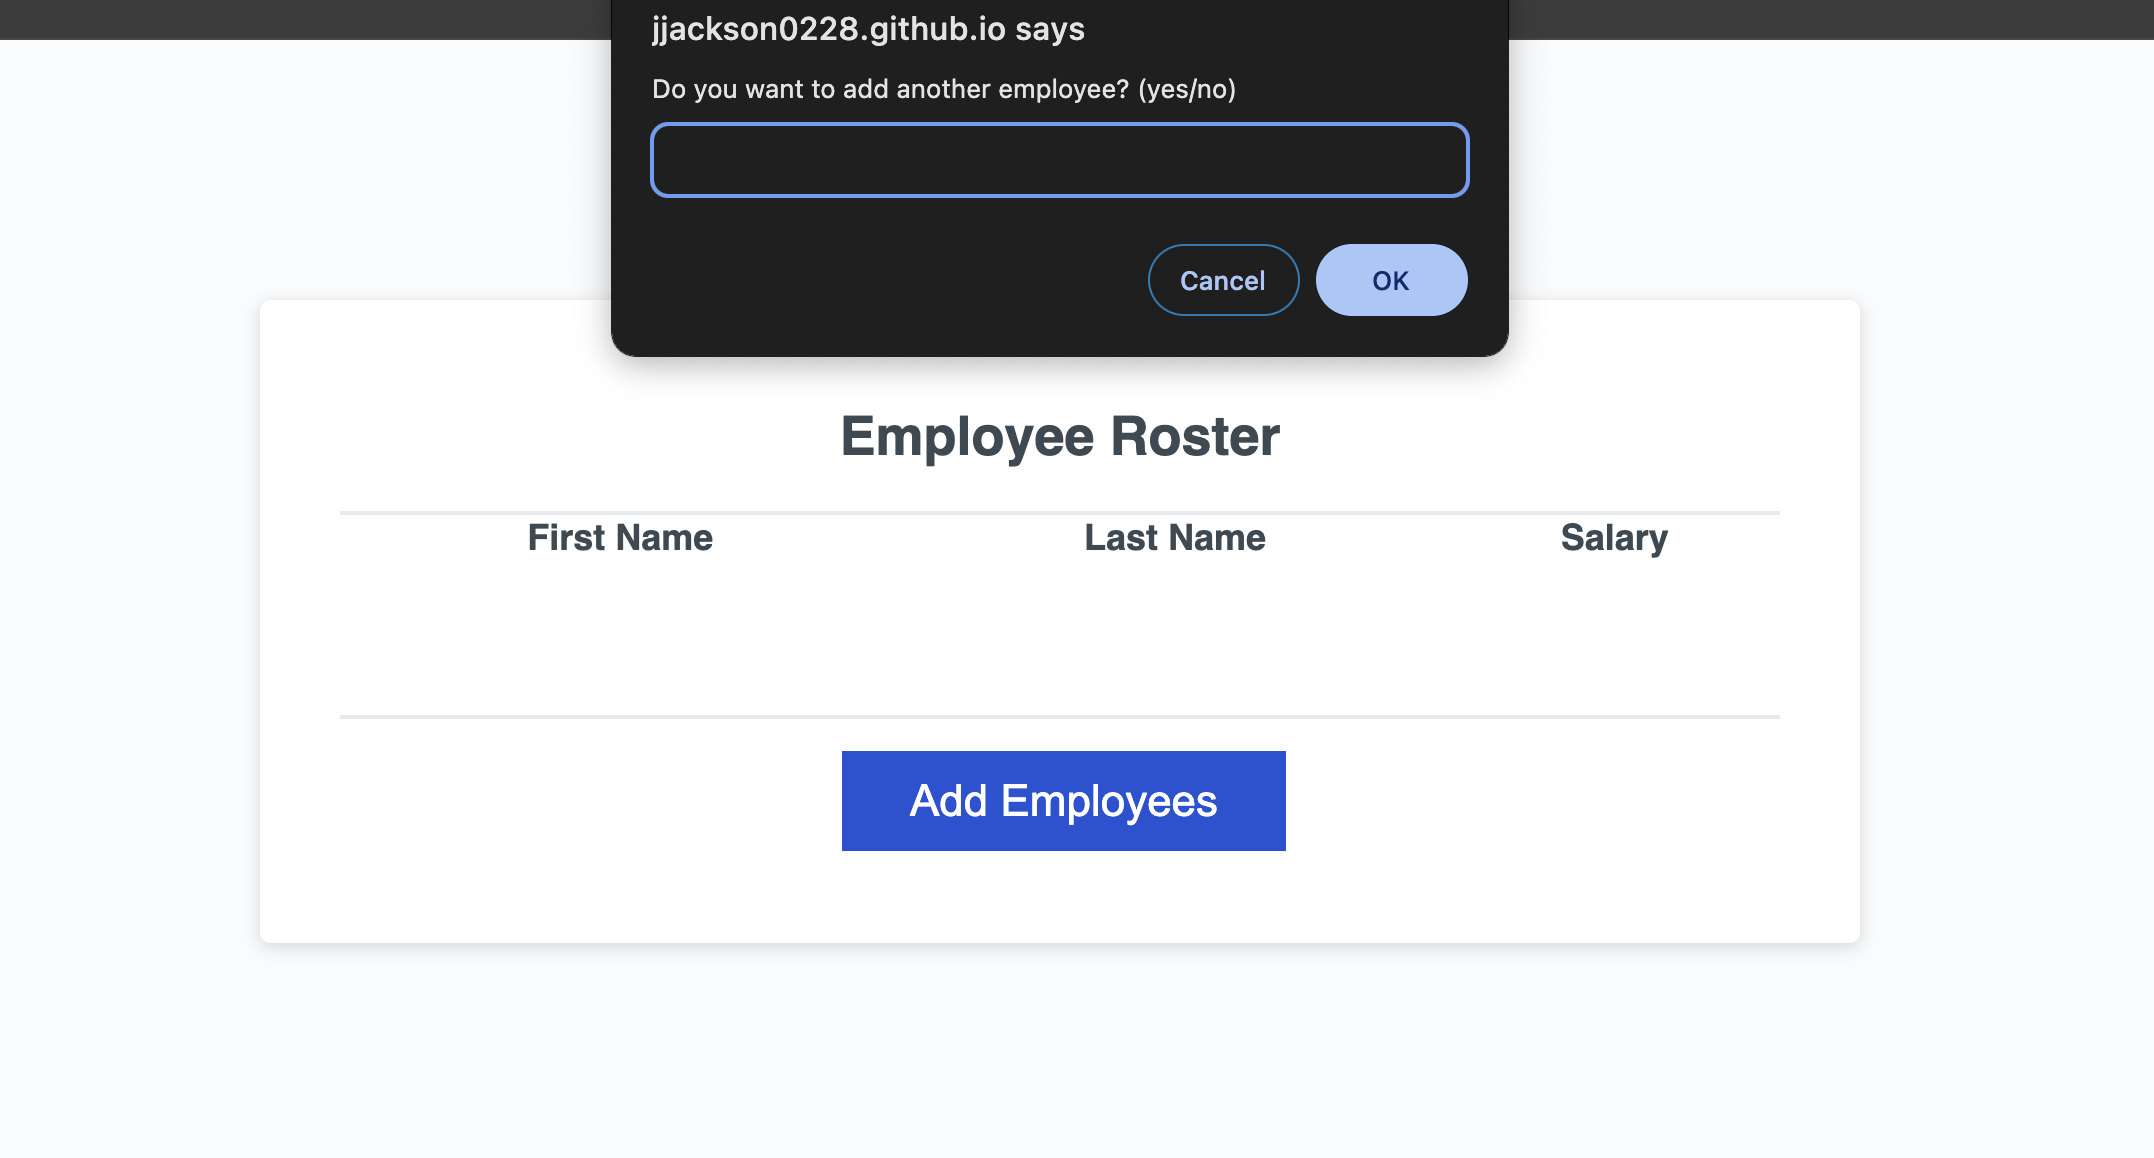 jjackson0228.github.io says
Do you want to add another employee? (yes/no)
Cancel
OK
Employee Roster
First Name Last Name Salary
Add Employees